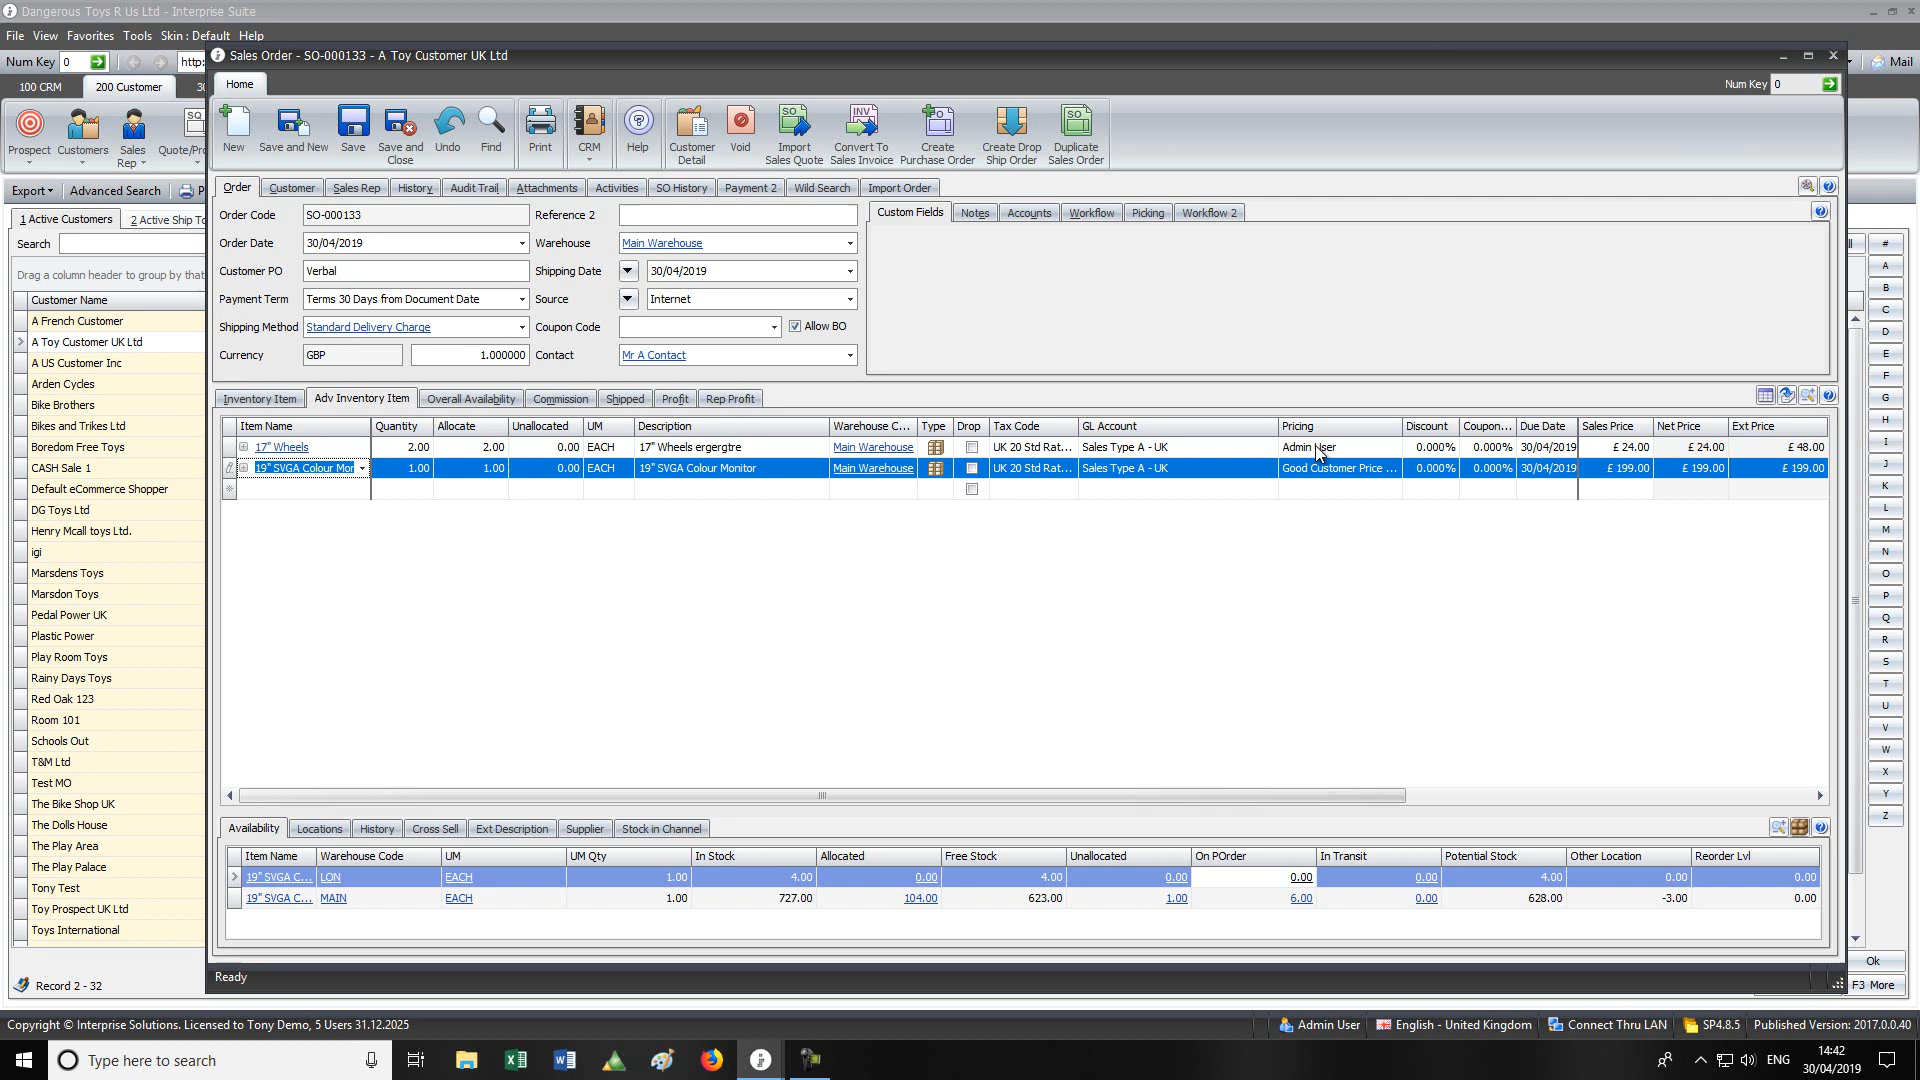 Dangerous Toys R Us Ltd - Interprise Suite
File View Favorites Tools Skin : Default Help
Num Key 0 http: Mail
100 CRM 200 Customer 30
Prospect Customers Sales Rep Quote/Pro
Export Advanced Search P
1 Active Customers 2 Active Ship To
Search
Drag a column header to group by that
Customer Name
A French Customer
A Toy Customer UK Ltd
A US Customer Inc
Arden Cycles
Bike Brothers
Bikes and Trikes Ltd
Boredom Free Toys
CASH Sale 1
Default eCommerce Shopper
DG Toys Ltd
Henry Mcall toys Ltd.
igi
Marsdens Toys
Marsdon Toys
Pedal Power UK
Plastic Power
Play Room Toys
Rainy Days Toys
Red Oak 123
Room 101
Schools Out
T&M Ltd
Test MO
The Bike Shop UK
The Dolls House
The Play Area
The Play Palace
Tony Test
Toy Prospect UK Ltd
Toys International
Record 2 - 32
Sales Order - SO-000133 - A Toy Customer UK Ltd
Home Num Key 0
New Save and New Save Save and Close Undo Find Print CRM Help Customer Detail Void Import Sales Quote Convert To Sales Invoice Create Purchase Order Create Drop Ship Order Duplicate Sales Order
Order Customer Sales Rep History Audit Trail Attachments Activities SO History Payment 2 Wild Search Import Order
Order Code SO-000133 Reference 2
Order Date 30/04/2019 Warehouse Main Warehouse
Customer PO Verbal Shipping Date 30/04/2019
Payment Term Terms 30 Days from Document Date Source Internet
Shipping Method Standard Delivery Charge Coupon Code Allow BO
Currency GBP 1.000000 Contact Mr A Contact
Custom Fields Notes Accounts Workflow Picking Workflow 2
Inventory Item Adv Inventory Item Overall Availability Commission Shipped Profit Rep Profit
Item Name Quantity Allocate Unallocated UM Description Warehouse C... Type Drop Tax Code GL Account Pricing Discount Coupon... Due Date Sales Price Net Price Ext Price
17" Wheels 2.00 2.00 0.00 EACH 17" Wheels ergergtre Main Warehouse UK 20 Std Rat... Sales Type A - UK Admin User 0.000% 0.000% 30/04/2019 £ 24.00 £ 24.00 £ 48.00
19" SVGA Colour Mor 1.00 1.00 0.00 EACH 19" SVGA Colour Monitor Main Warehouse UK 20 Std Rat... Sales Type A - UK Good Customer Price ... 0.000% 0.000% 30/04/2019 £ 199.00 £ 199.00 £ 199.00
Availability Locations History Cross Sell Ext Description Supplier Stock in Channel
Item Name Warehouse Code UM UM Qty In Stock Allocated Free Stock Unallocated On POrder In Transit Potential Stock Other Location Reorder Lvl
19" SVGA C... LON EACH 1.00 4.00 0.00 4.00 0.00 0.00 0.00 4.00 0.00 0.00
19" SVGA C... MAIN EACH 1.00 727.00 104.00 623.00 1.00 6.00 0.00 628.00 -3.00 0.00
Ready
#
A
B
C
D
E
F
G
H
I
J
K
L
M
N
O
P
Q
R
S
T
U
V
W
X
Y
Z
Ok
F3 More
Copyright © Interprise Solutions. Licensed to Tony Demo, 5 Users 31.12.2025 Admin User English - United Kingdom Connect Thru LAN SP4.8.5 Published Version: 2017.0.0.40
Type here to search ENG 14:42
30/04/2019